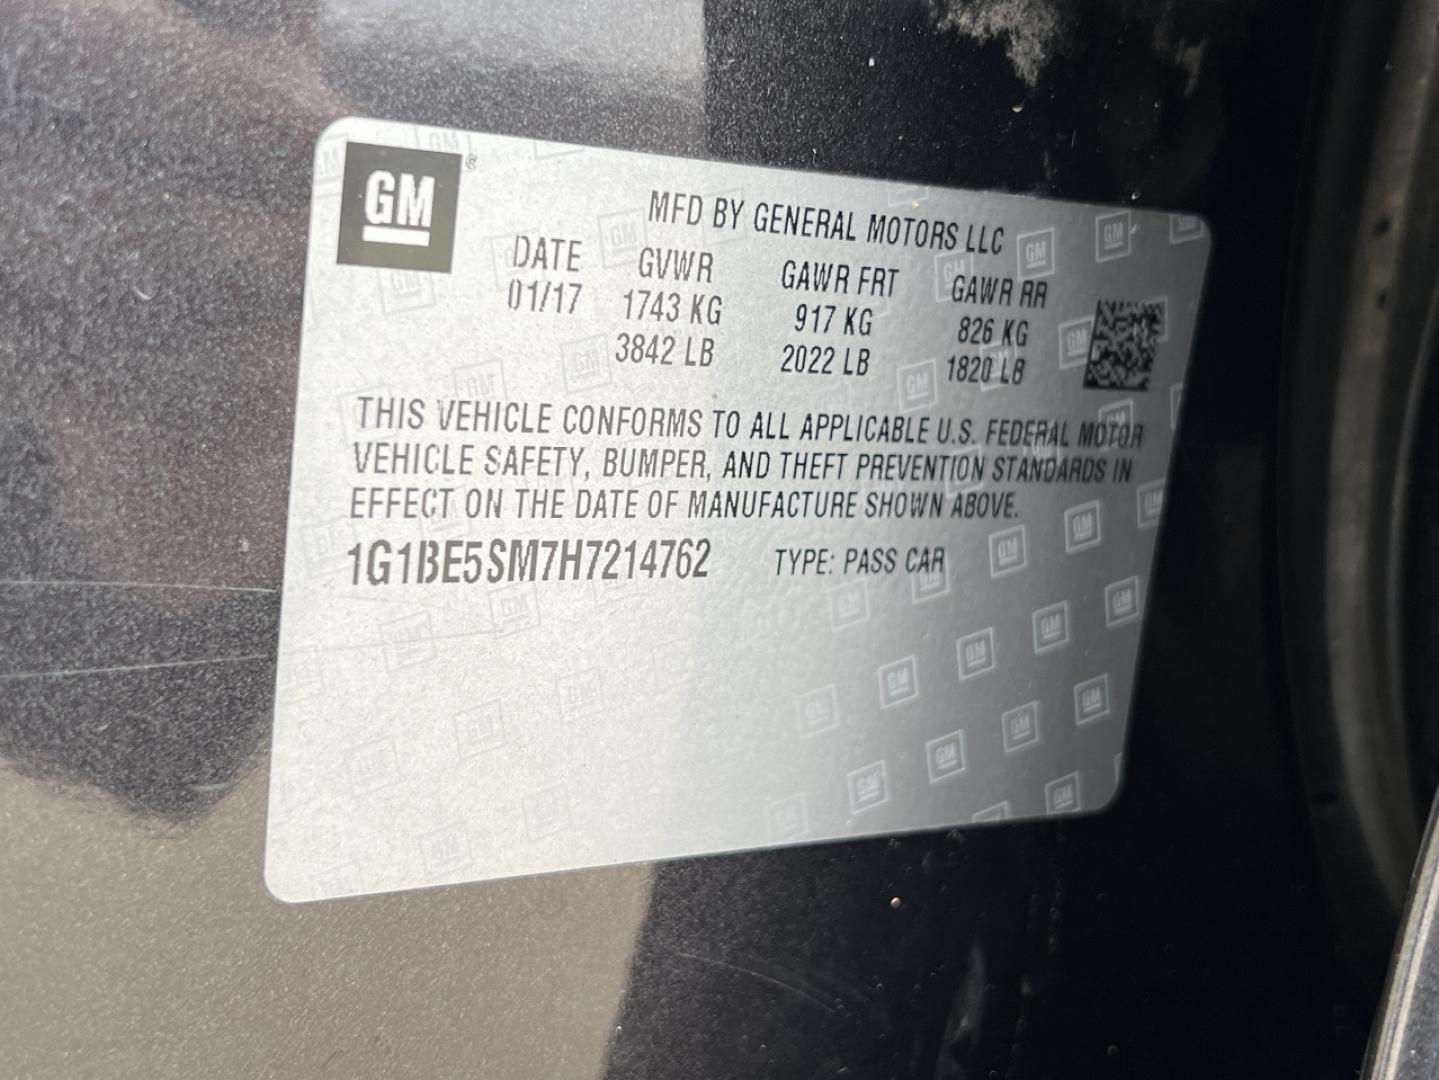 GM
MFD BY GENERAL MOTORS LLC
DATE GVWR GAWR FRT GAWR RR
01/17 1743 KG 917 KG 826 KG
3842 LB 2022 LB 1820 LB
THIS VEHICLE CONFORMS TO ALL APPLICABLE U.S. FEDERAL MOTOR
VEHICLE SAFETY, BUMPER, AND THEFT PREVENTION STANDARDS IN
EFFECT ON THE DATE OF MANUFACTURE SHOWN ABOVE.
1G1BE5SM7H7214762 TYPE: PASS CAR